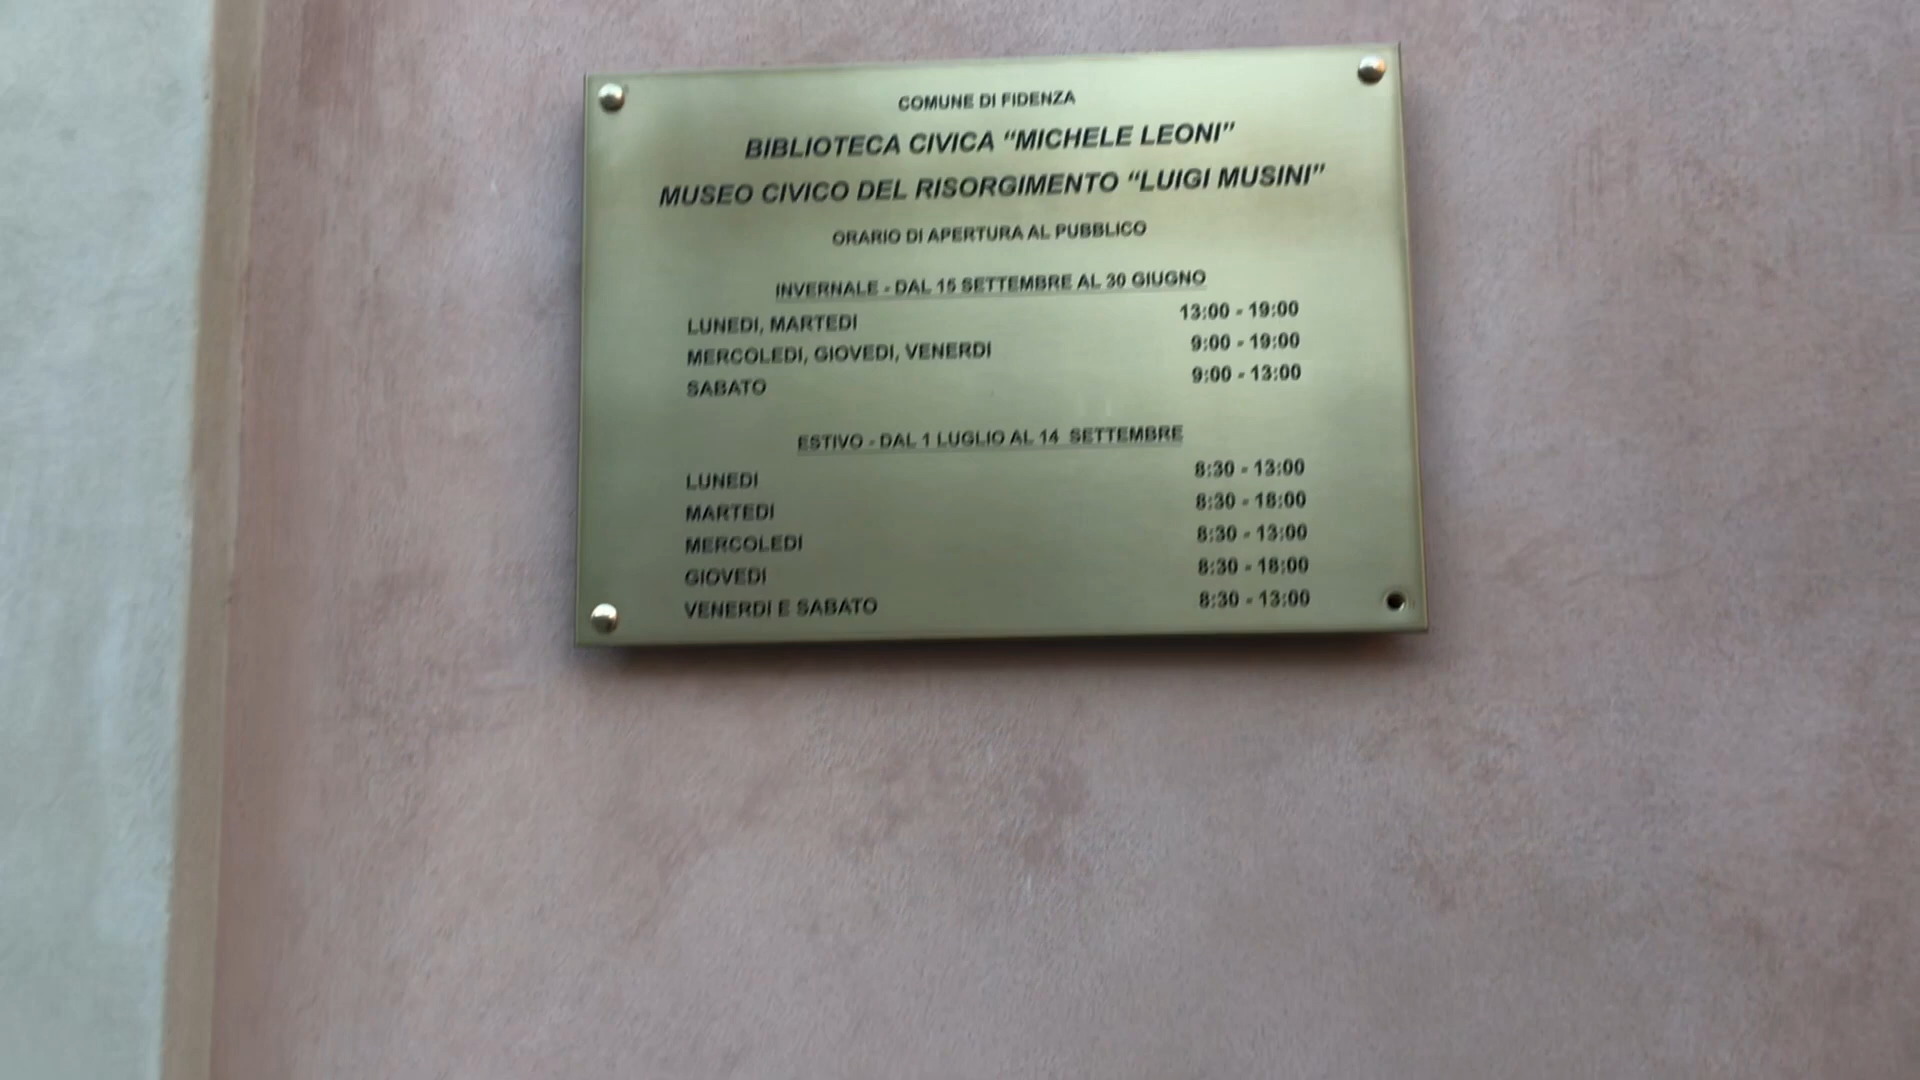 COMUNE DI FIDENZA
BIBLIOTECA CIVICA “MICHELE LEONI”
MUSEO CIVICO DEL RISORGIMENTO “LUIGI MUSINI”
ORARIO DI APERTURA AL PUBBLICO
INVERNALE - DAL 15 SETTEMBRE AL 30 GIUGNO
LUNEDI, MARTEDI 13:00 - 19:00
MERCOLEDI, GIOVEDI, VENERDI 9:00 - 19:00
SABATO 9:00 - 13:00
ESTIVO - DAL 1 LUGLIO AL 14 SETTEMBRE
LUNEDI 8:30 - 13:00
MARTEDI 8:30 - 18:00
MERCOLEDI 8:30 - 13:00
GIOVEDI 8:30 - 18:00
VENERDI E SABATO 8:30 - 13:00